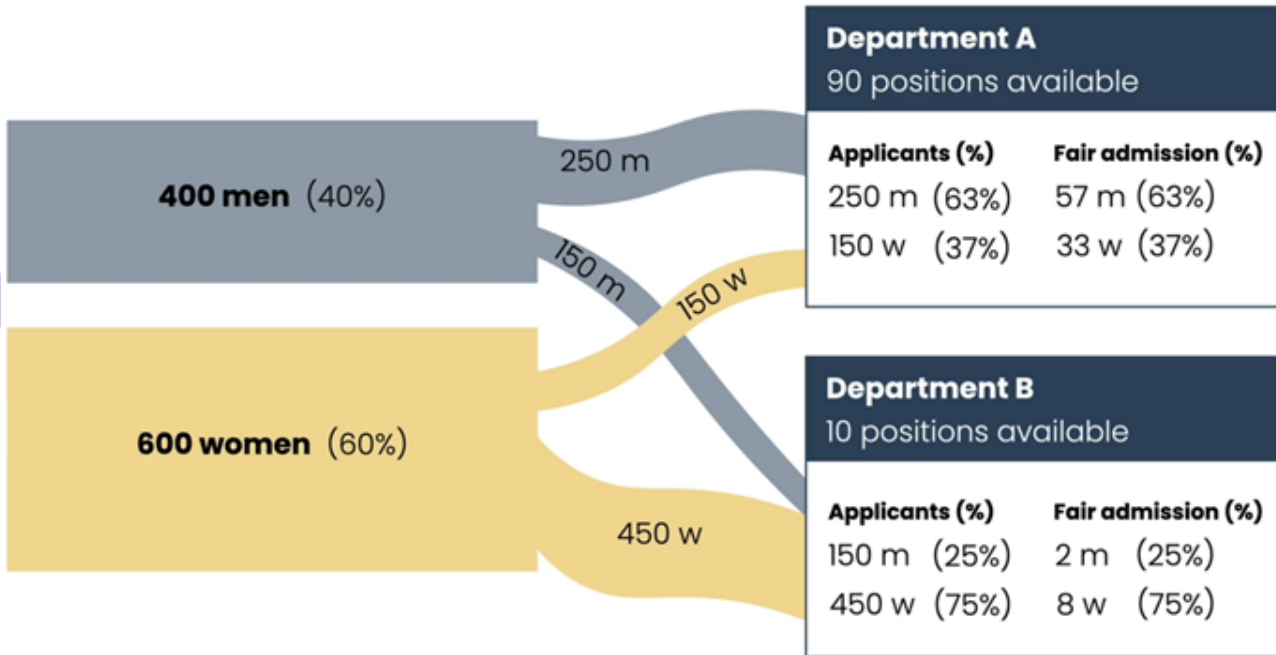 400 men (40%)
600 women (60%)
250 m
150 m
150 w
450 w
Department A
90 positions available
Applicants (%) Fair admission (%)
250 m (63%) 57 m (63%)
150 w (37%) 33 w (37%)
Department B
10 positions available
Applicants (%) Fair admission (%)
150 m (25%) 2 m (25%)
450 w (75%) 8 w (75%)